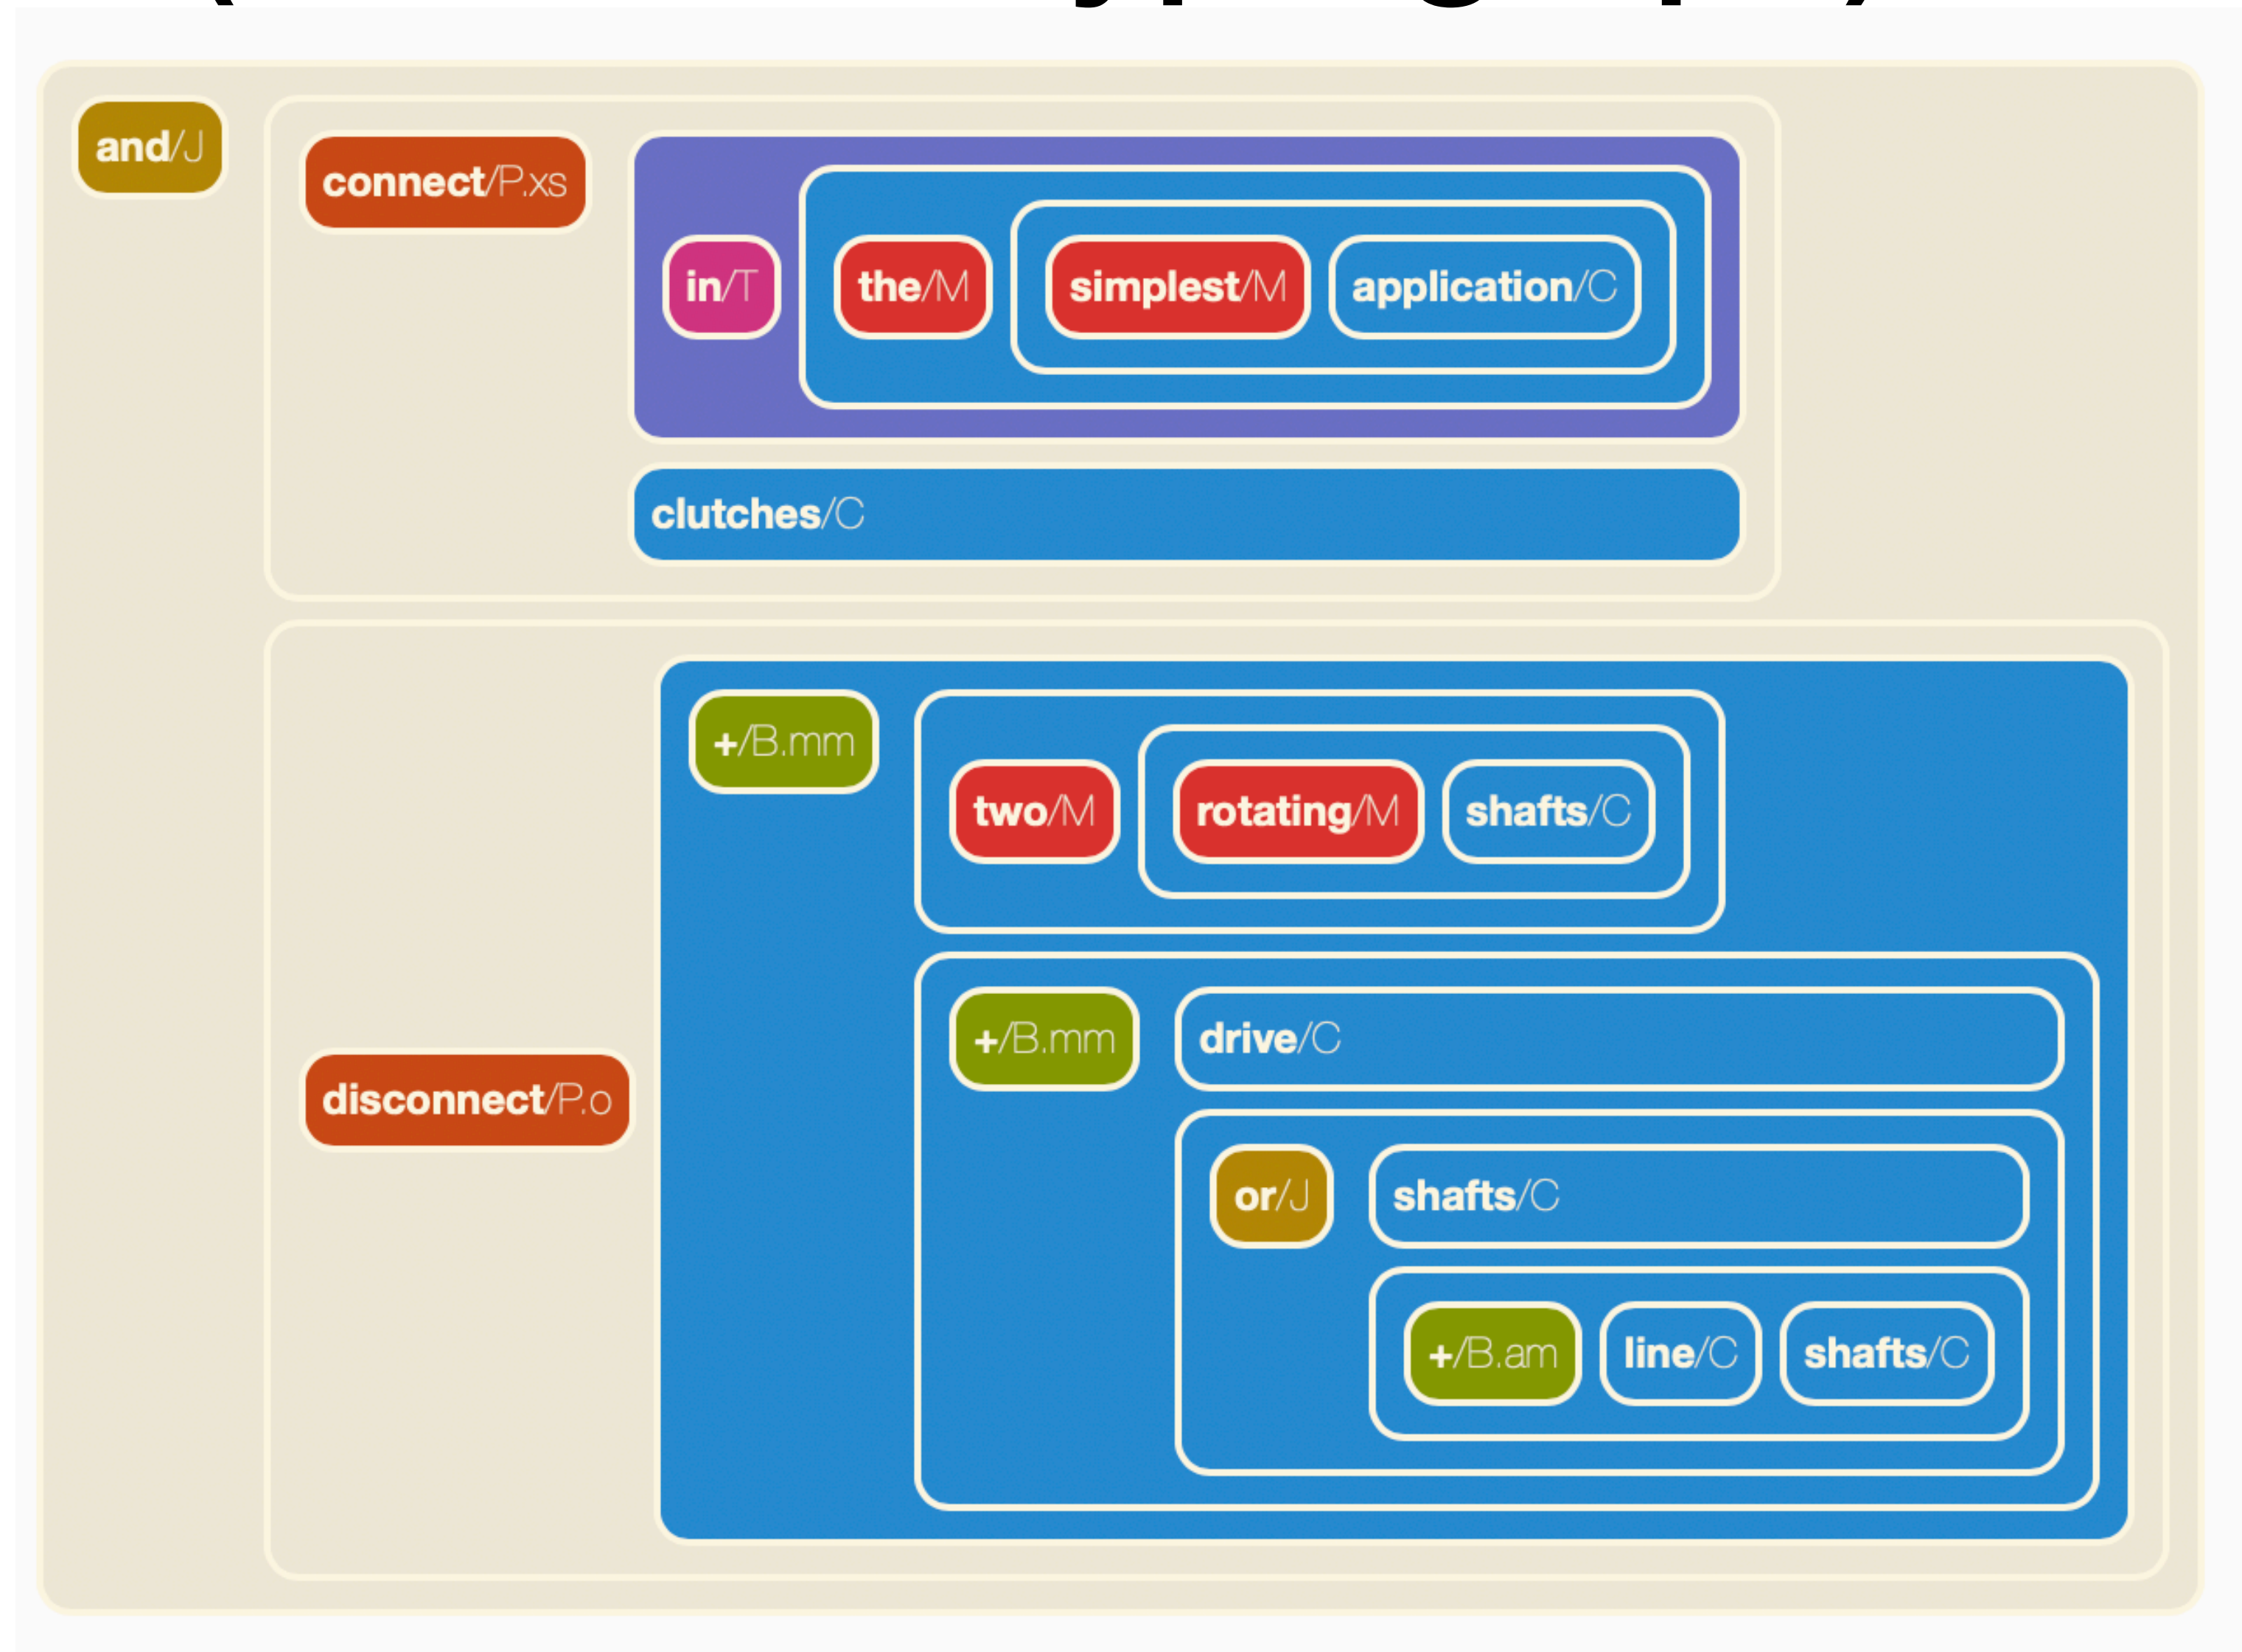 and/J
connect/P.xs
in/T the/M simplest/M application/C
clutches/C
+/B.mm
two/M rotating/M shafts/C
+/B.mm drive/C
disconnect/P.o
or/J shafts/C
+/B.am line/C shafts/C